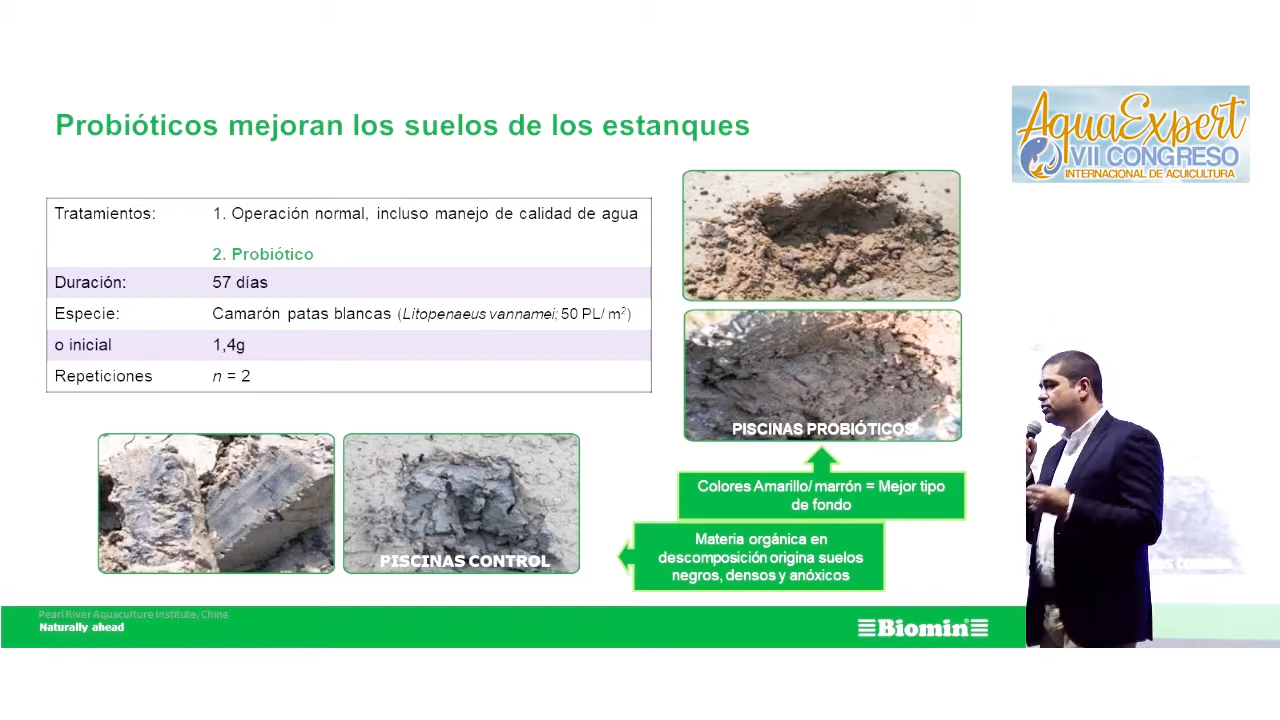 Probióticos mejoran los suelos de los estanques
AquaExpert
VII CONGRESO
INTERNACIONAL DE ACUICULTURA
Tratamientos: 1. Operación normal, incluso manejo de calidad de agua
2. Probiótico
Duración: 57 días
Especie: Camarón patas blancas (Litopenaeus vannamei; 50 PL/ m²)
o inicial 1,4g
Repeticiones n = 2
PISCINAS PROBIÓTICOS
Colores Amarillo/ marrón = Mejor tipo
de fondo
Materia orgánica en
descomposición origina suelos
negros, densos y anóxicos
PISCINAS CONTROL
Pearl River Aquaculture Institute, China
Naturally ahead
Biomin®